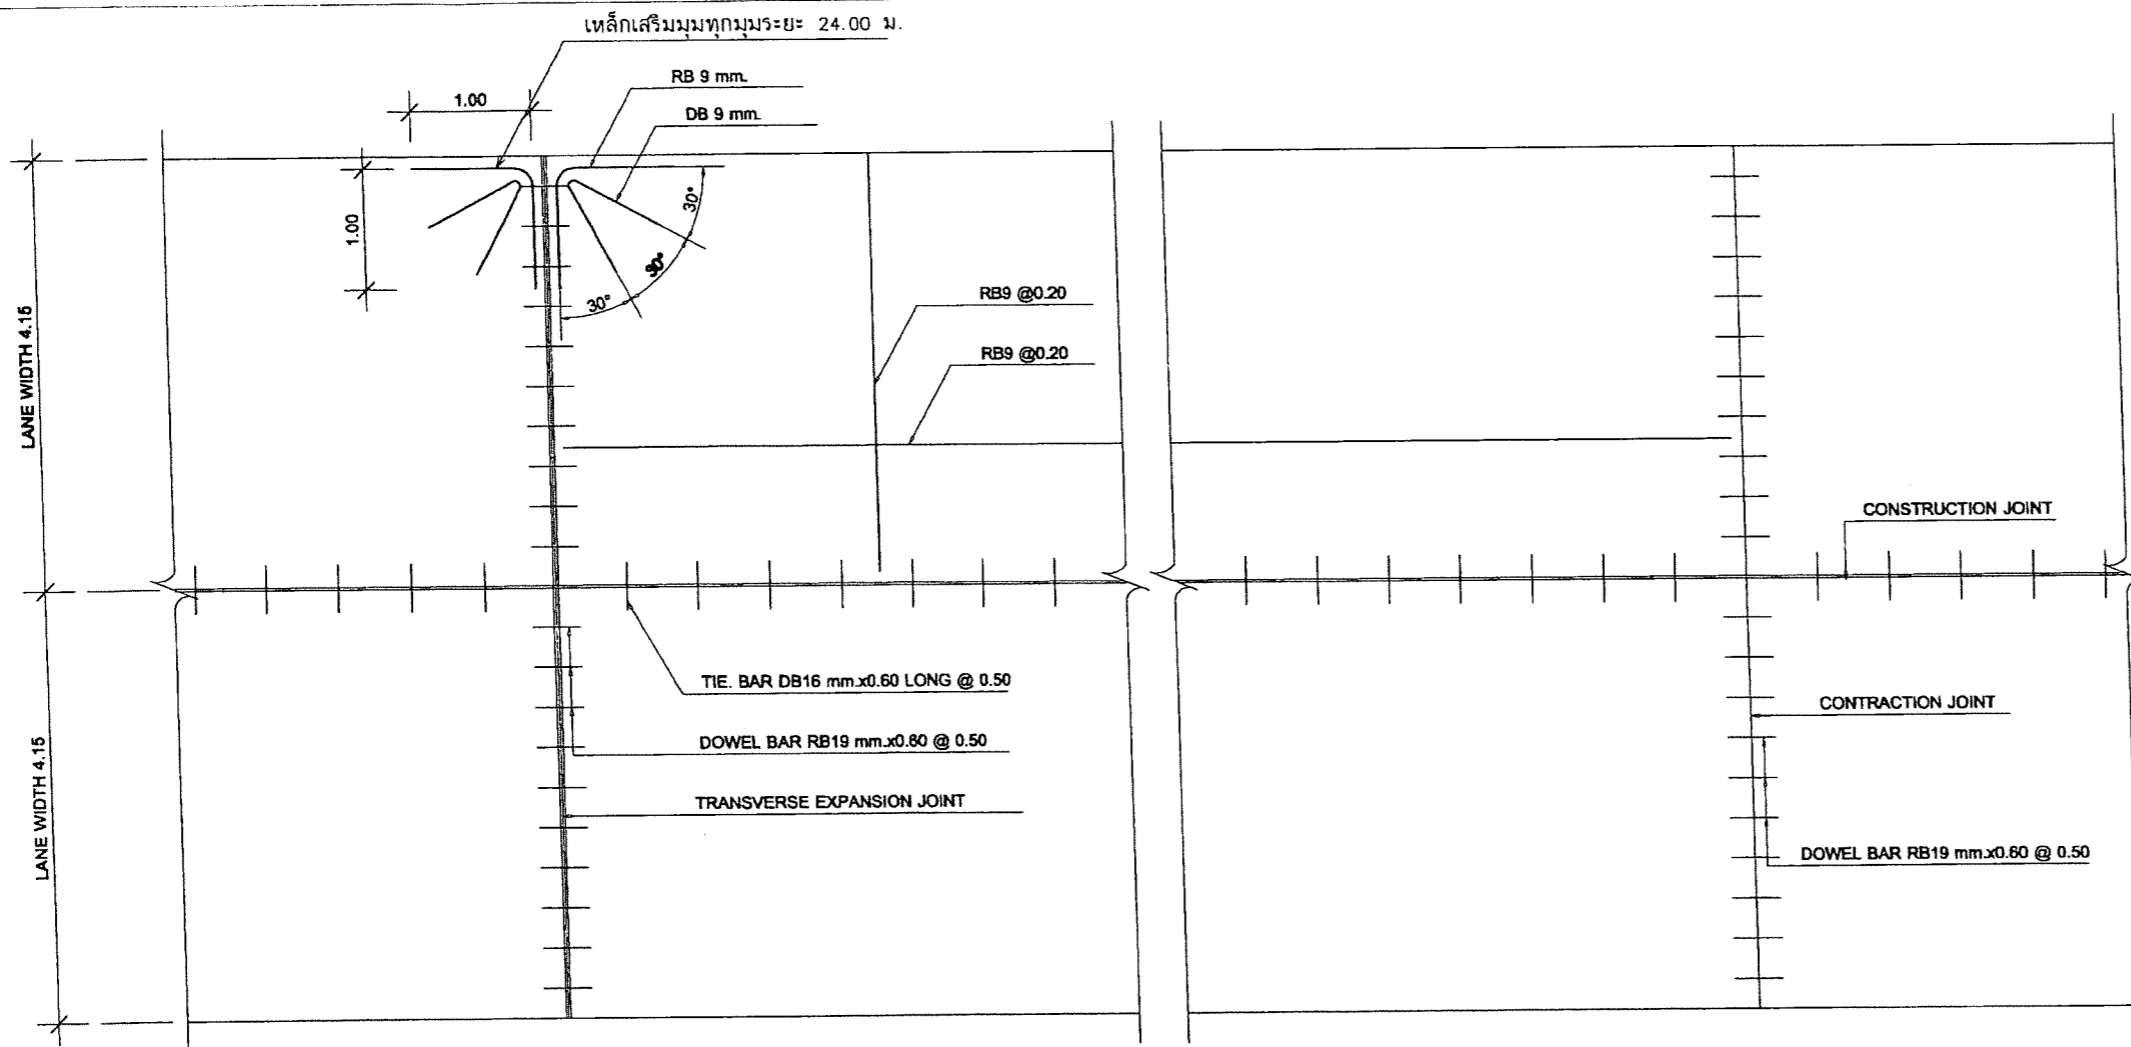 เหล็กเสริมมุมทุกมุมระยะ 24.00 ม.
RB 9 mm.
1.00
DB 9 mm.
1.00
30°
30°
30°
RB9 @0.20
RB9 @0.20
LANE WIDTH 4.15
CONSTRUCTION JOINT
TIE. BAR DB16 mm.x0.60 LONG @ 0.50
CONTRACTION JOINT
DOWEL BAR RB19 mm.x0.60 @ 0.50
TRANSVERSE EXPANSION JOINT
LANE WIDTH 4.15
DOWEL BAR RB19 mm.x0.60 @ 0.50